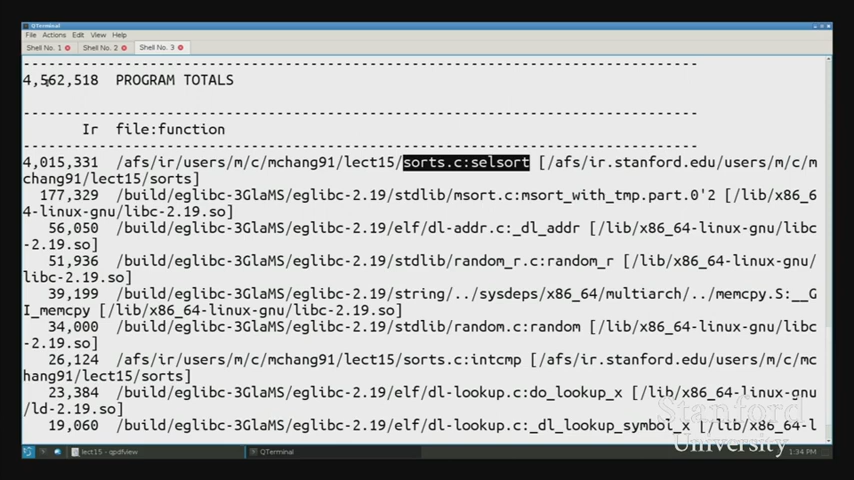 QTerminal
File Actions Edit View Help
Shell No. 1 Shell No. 2 Shell No. 3
--------------------------------------------------------------------------------
4,562,518 PROGRAM TOTALS
--------------------------------------------------------------------------------
Ir file:function
--------------------------------------------------------------------------------
4,015,331 /afs/ir/users/m/c/mchang91/lect15/sorts.c:selsort [/afs/ir.stanford.edu/users/m/c/m
chang91/lect15/sorts]
177,329 /build/eglibc-3GlaMS/eglibc-2.19/stdlib/msort.c:msort_with_tmp.part.0'2 [/lib/x86_6
4-linux-gnu/libc-2.19.so]
56,050 /build/eglibc-3GlaMS/eglibc-2.19/elf/dl-addr.c:_dl_addr [/lib/x86_64-linux-gnu/libc
-2.19.so]
51,936 /build/eglibc-3GlaMS/eglibc-2.19/stdlib/random_r.c:random_r [/lib/x86_64-linux-gnu/
libc-2.19.so]
39,199 /build/eglibc-3GlaMS/eglibc-2.19/string/../sysdeps/x86_64/multiarch/../memcpy.S:__G
I_memcpy [/lib/x86_64-linux-gnu/libc-2.19.so]
34,000 /build/eglibc-3GlaMS/eglibc-2.19/stdlib/random.c:random [/lib/x86_64-linux-gnu/libc
-2.19.so]
26,124 /afs/ir/users/m/c/mchang91/lect15/sorts.c:intcmp [/afs/ir.stanford.edu/users/m/c/mc
hang91/lect15/sorts]
23,384 /build/eglibc-3GlaMS/eglibc-2.19/elf/dl-lookup.c:do_lookup_x [/lib/x86_64-linux-gnu
/ld-2.19.so]
19,060 /build/eglibc-3GlaMS/eglibc-2.19/elf/dl-lookup.c:_dl_lookup_symbol_x [/lib/x86_64-l
Stanford
University
lect15 - qpdfview QTerminal 1:34 PM